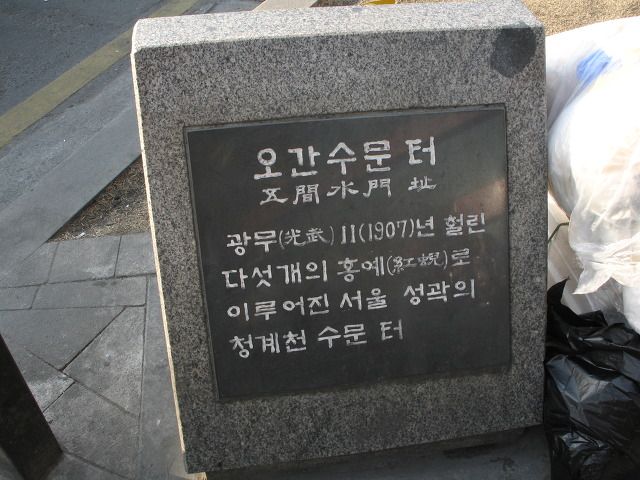 오간수문 터
五間水門 址
광무(光武) 11(1907)년 헐린
다섯개의 홍예(紅蜺)로
이루어진 서울 성곽의
청계천 수문 터